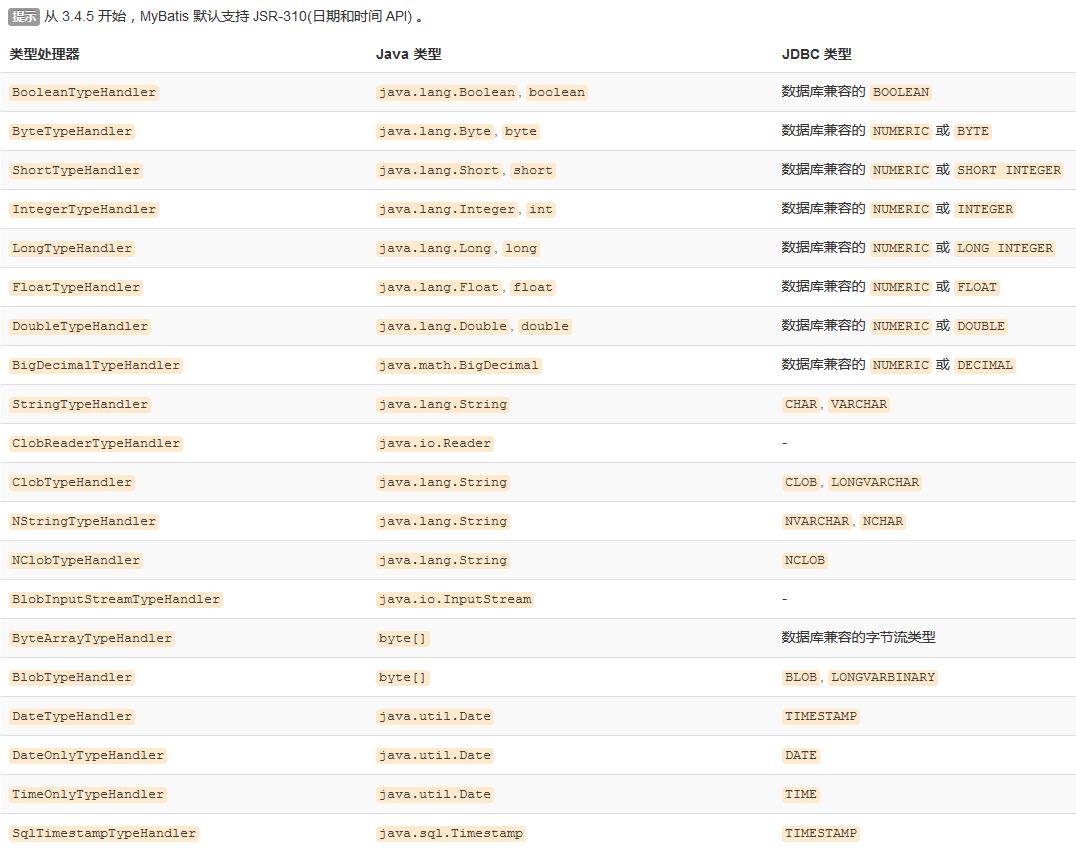 提示 从 3.4.5 开始，MyBatis 默认支持 JSR-310(日期和时间 API) 。
类型处理器 Java 类型 JDBC 类型
BooleanTypeHandler java.lang.Boolean, boolean 数据库兼容的 BOOLEAN
ByteTypeHandler java.lang.Byte, byte 数据库兼容的 NUMERIC 或 BYTE
ShortTypeHandler java.lang.Short, short 数据库兼容的 NUMERIC 或 SHORT INTEGER
IntegerTypeHandler java.lang.Integer, int 数据库兼容的 NUMERIC 或 INTEGER
LongTypeHandler java.lang.Long, long 数据库兼容的 NUMERIC 或 LONG INTEGER
FloatTypeHandler java.lang.Float, float 数据库兼容的 NUMERIC 或 FLOAT
DoubleTypeHandler java.lang.Double, double 数据库兼容的 NUMERIC 或 DOUBLE
BigDecimalTypeHandler java.math.BigDecimal 数据库兼容的 NUMERIC 或 DECIMAL
StringTypeHandler java.lang.String CHAR, VARCHAR
ClobReaderTypeHandler java.io.Reader -
ClobTypeHandler java.lang.String CLOB, LONGVARCHAR
NStringTypeHandler java.lang.String NVARCHAR, NCHAR
NClobTypeHandler java.lang.String NCLOB
BlobInputStreamTypeHandler java.io.InputStream -
ByteArrayTypeHandler byte[] 数据库兼容的字节流类型
BlobTypeHandler byte[] BLOB, LONGVARBINARY
DateTypeHandler java.util.Date TIMESTAMP
DateOnlyTypeHandler java.util.Date DATE
TimeOnlyTypeHandler java.util.Date TIME
SqlTimestampTypeHandler java.sql.Timestamp TIMESTAMP